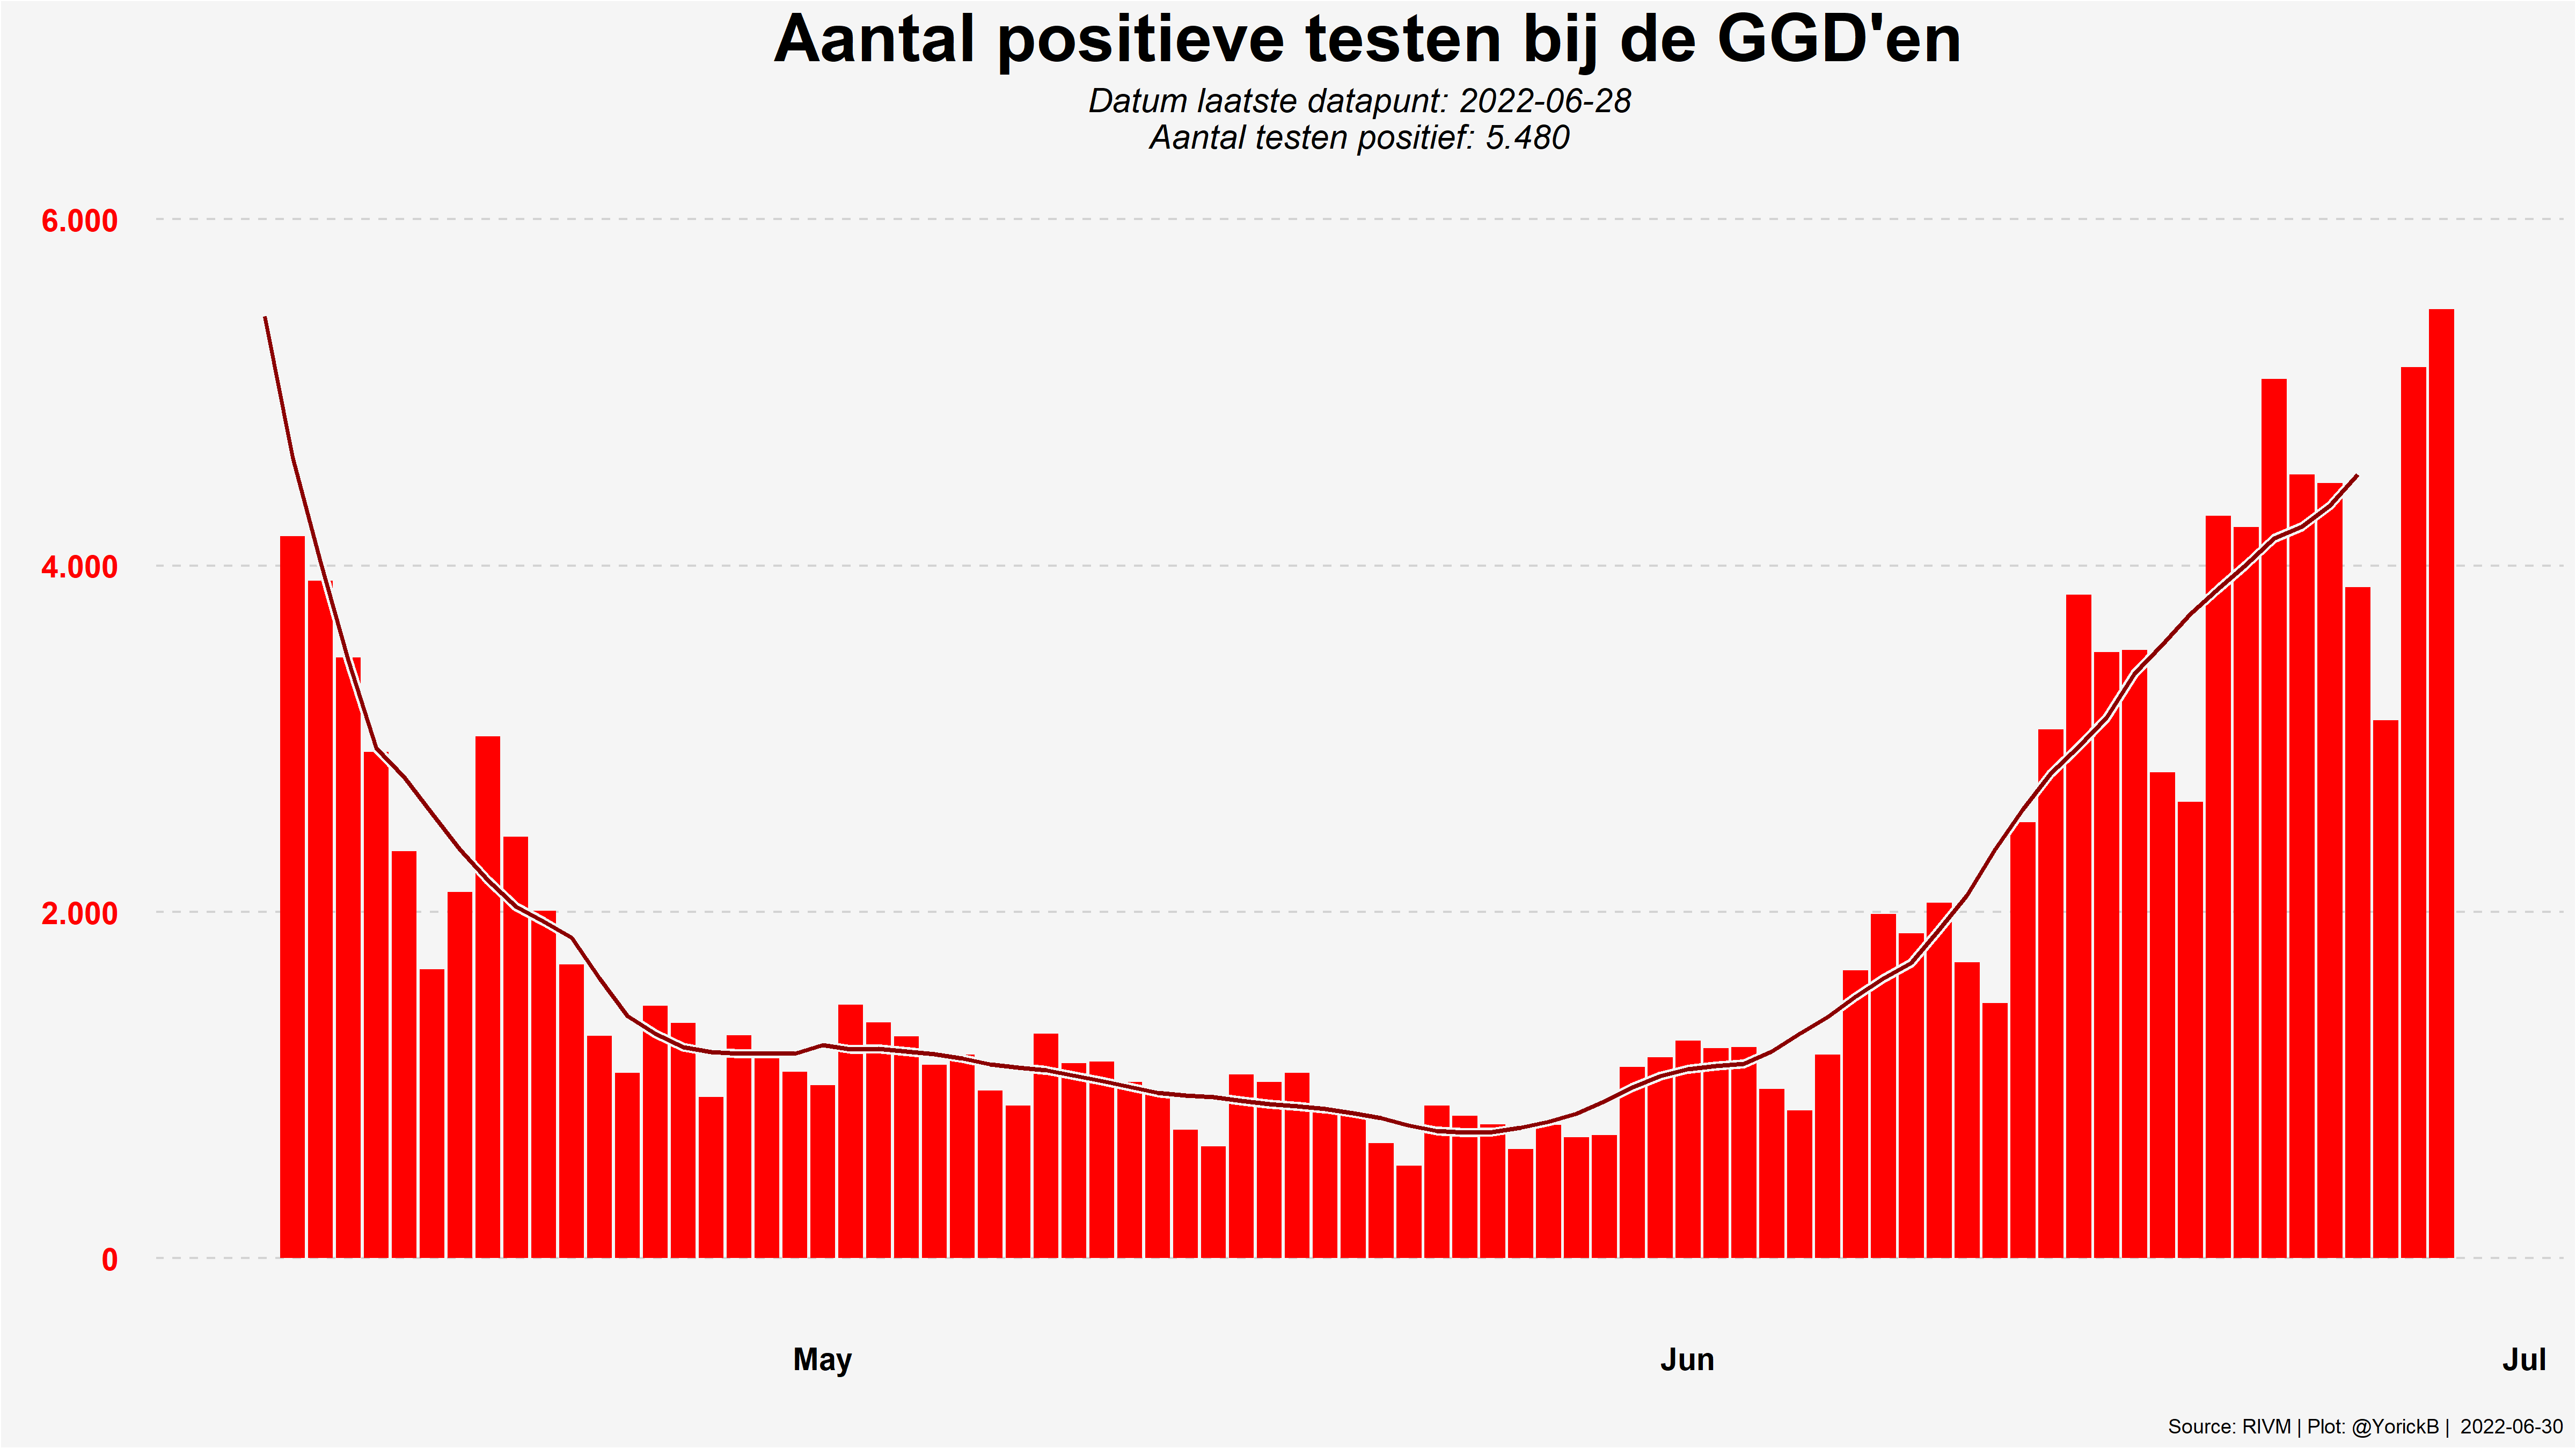 Aantal positieve testen bij de GGD'en
Datum laatste datapunt: 2022-06-28
Aantal testen positief: 5.480
6.000
4.000
2.000
0
May Jun Jul
Source: RIVM | Plot: @YorickB | 2022-06-30